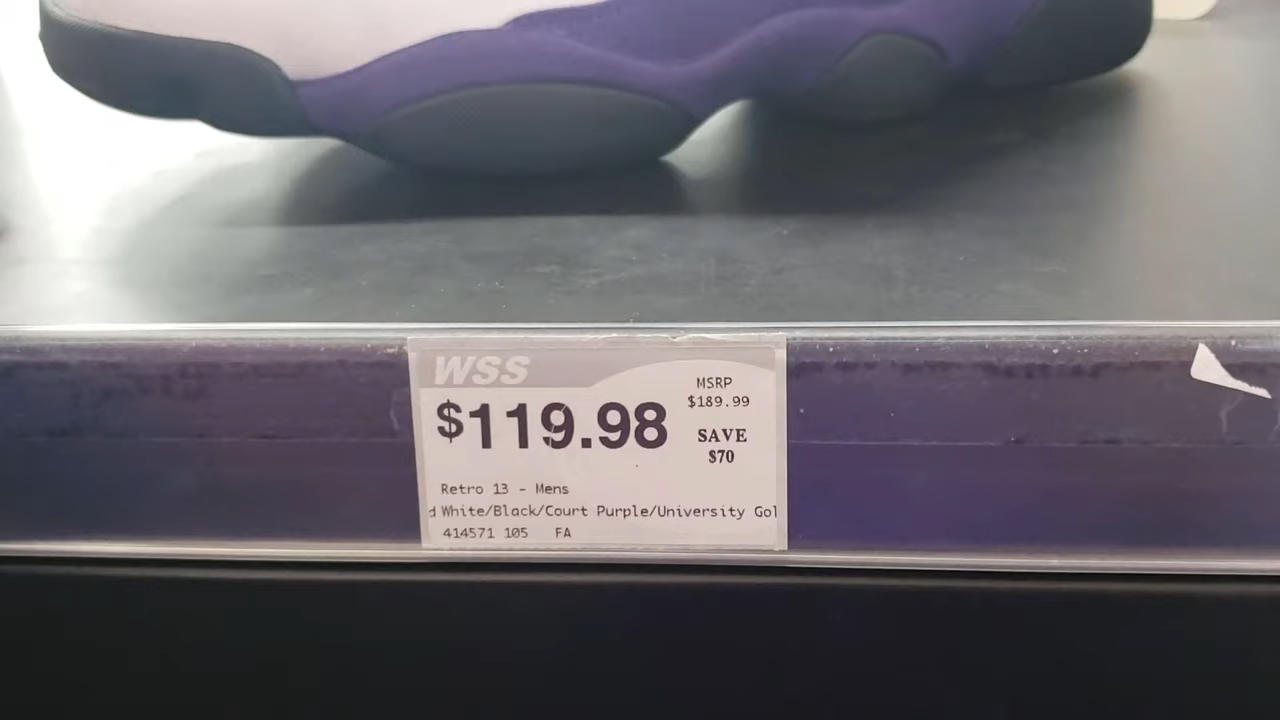 WSS
$119.98
MSRP
$189.99
SAVE
$70
Retro 13 - Mens
d White/Black/Court Purple/University Gol
414571 105 FA